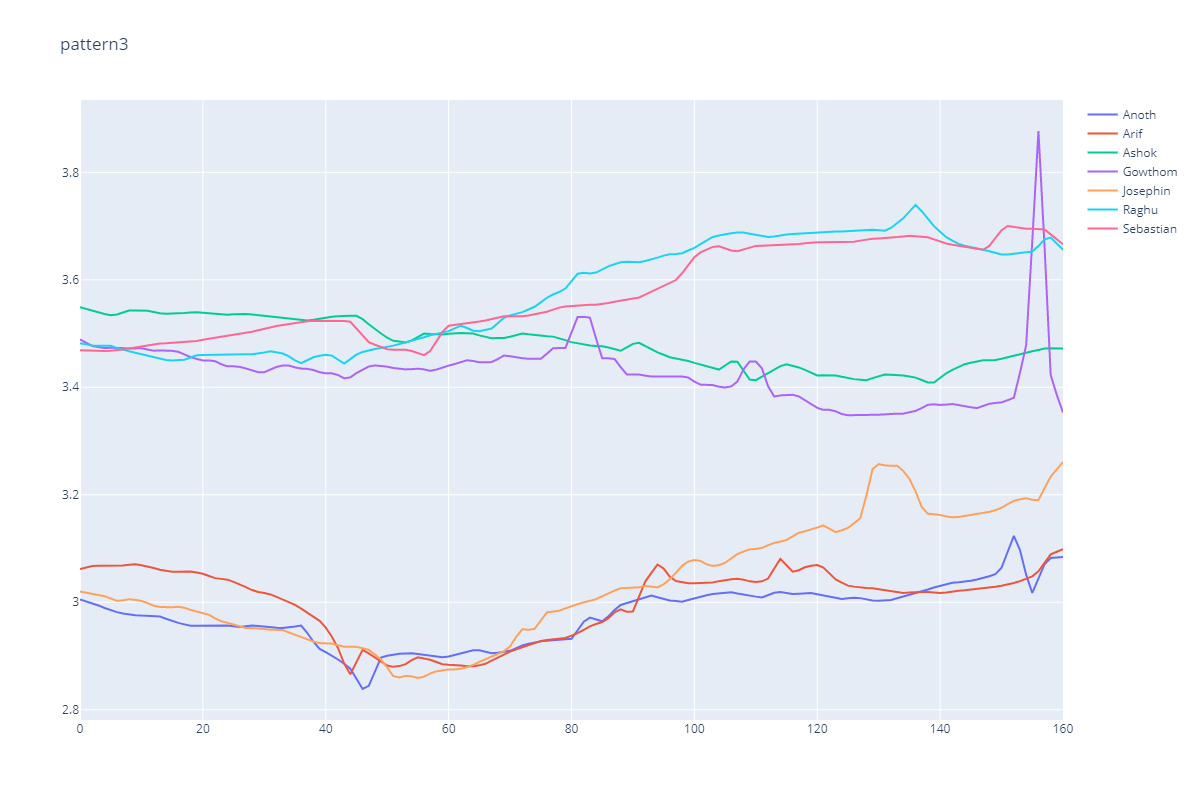 pattern3
Anoth
Arif
Ashok
Gowthom
Josephin
Raghu
Sebastian
3.8
3.6
3.4
3.2
3
2.8
0 20 40 60 80 100 120 140 160